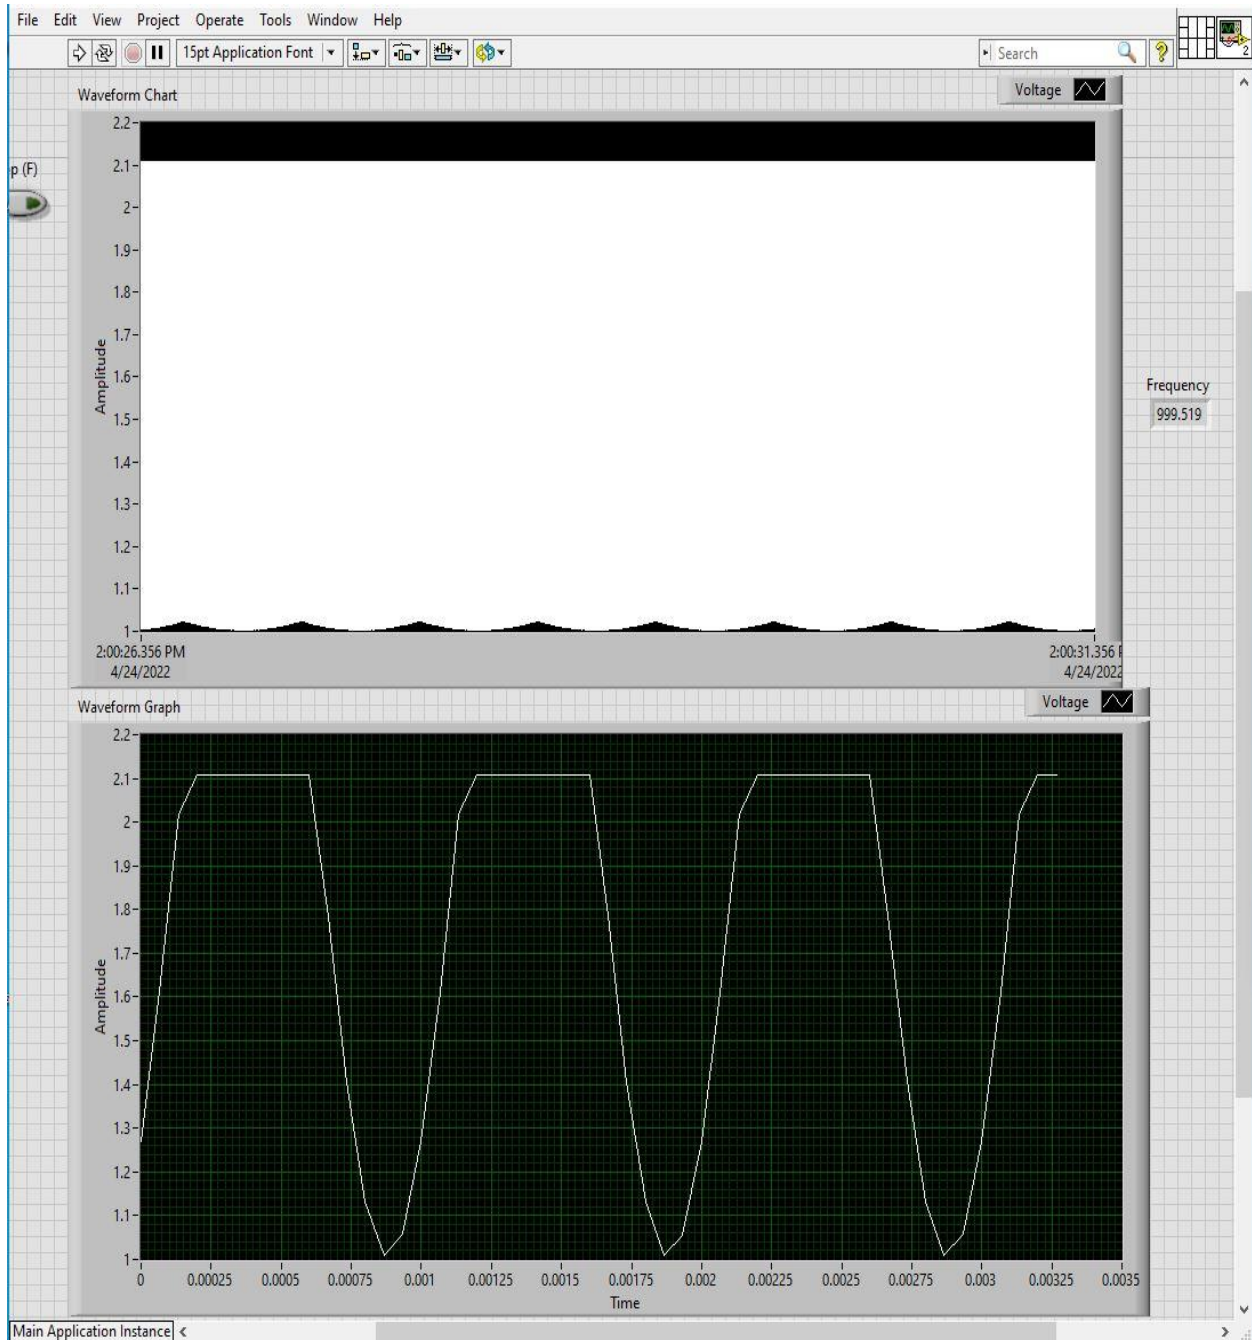 File Edit View Project Operate Tools Window Help
15pt Application Font
Search
2
Waveform Chart
Voltage
p (F)
2.2
2.1
2
1.9
1.8
1.7
1.6
1.5
1.4
1.3
1.2
1.1
1
Amplitude
2:00:26.356 PM
4/24/2022
2:00:31.356 P
4/24/2022
Frequency
999.519
Waveform Graph
Voltage
2.2
2.1
2
1.9
1.8
1.7
1.6
1.5
1.4
1.3
1.2
1.1
1
Amplitude
0 0.00025 0.0005 0.00075 0.001 0.00125 0.0015 0.00175 0.002 0.00225 0.0025 0.00275 0.003 0.00325 0.0035
Time
Main Application Instance